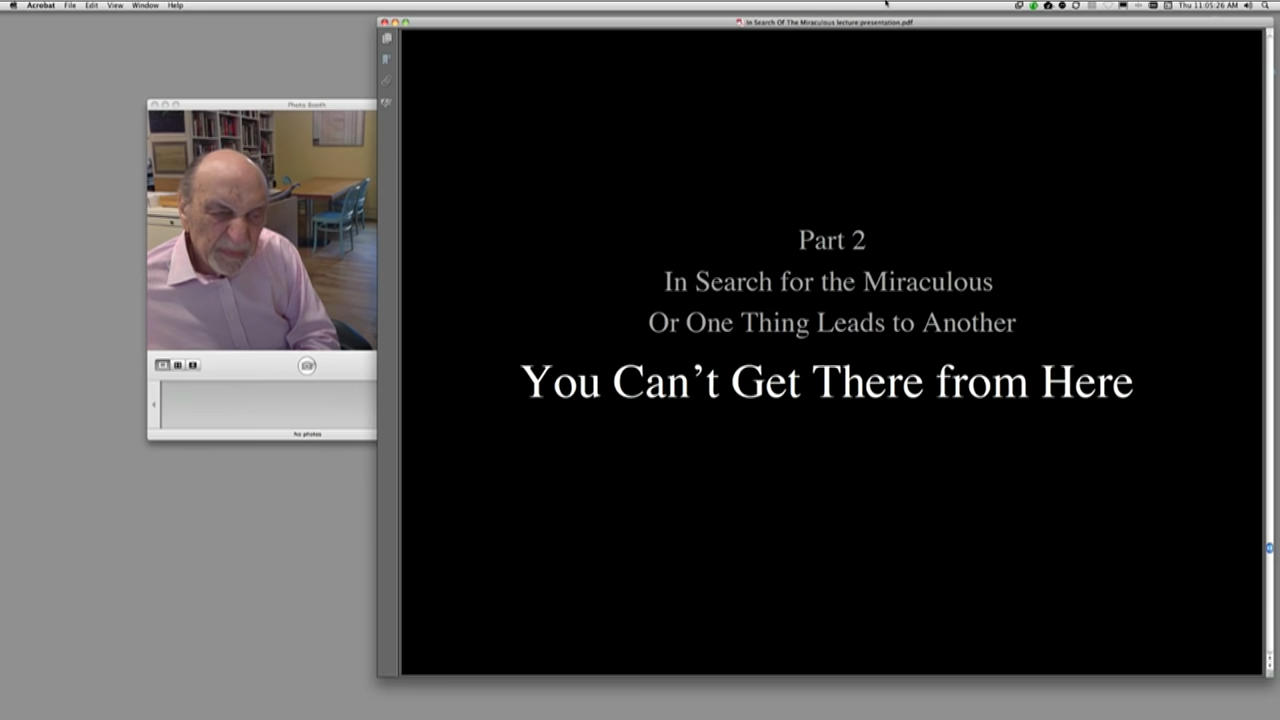 Acrobat File Edit View Window Help
Thu 11:05:26 AM
In Search Of The Miraculous lecture presentation.pdf
Photo Booth
Part 2
In Search for the Miraculous
Or One Thing Leads to Another
You Can't Get There from Here
No photos